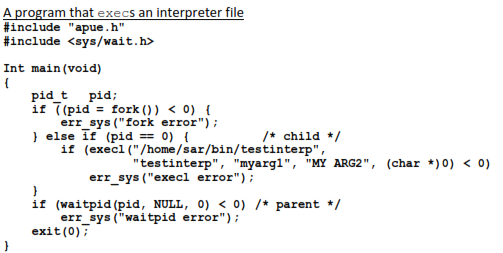 A program that execs an interpreter file
#include "apue.h"
#include <sys/wait.h>
Int main(void)
{
pid_t pid;
if ((pid = fork()) < 0) {
err_sys("fork error");
} else if (pid == 0) { /* child */
if (execl("/home/sar/bin/testinterp",
"testinterp", "myarg1", "MY ARG2", (char *)0) < 0)
err_sys("execl error");
}
if (waitpid(pid, NULL, 0) < 0) /* parent */
err_sys("waitpid error");
exit(0);
}